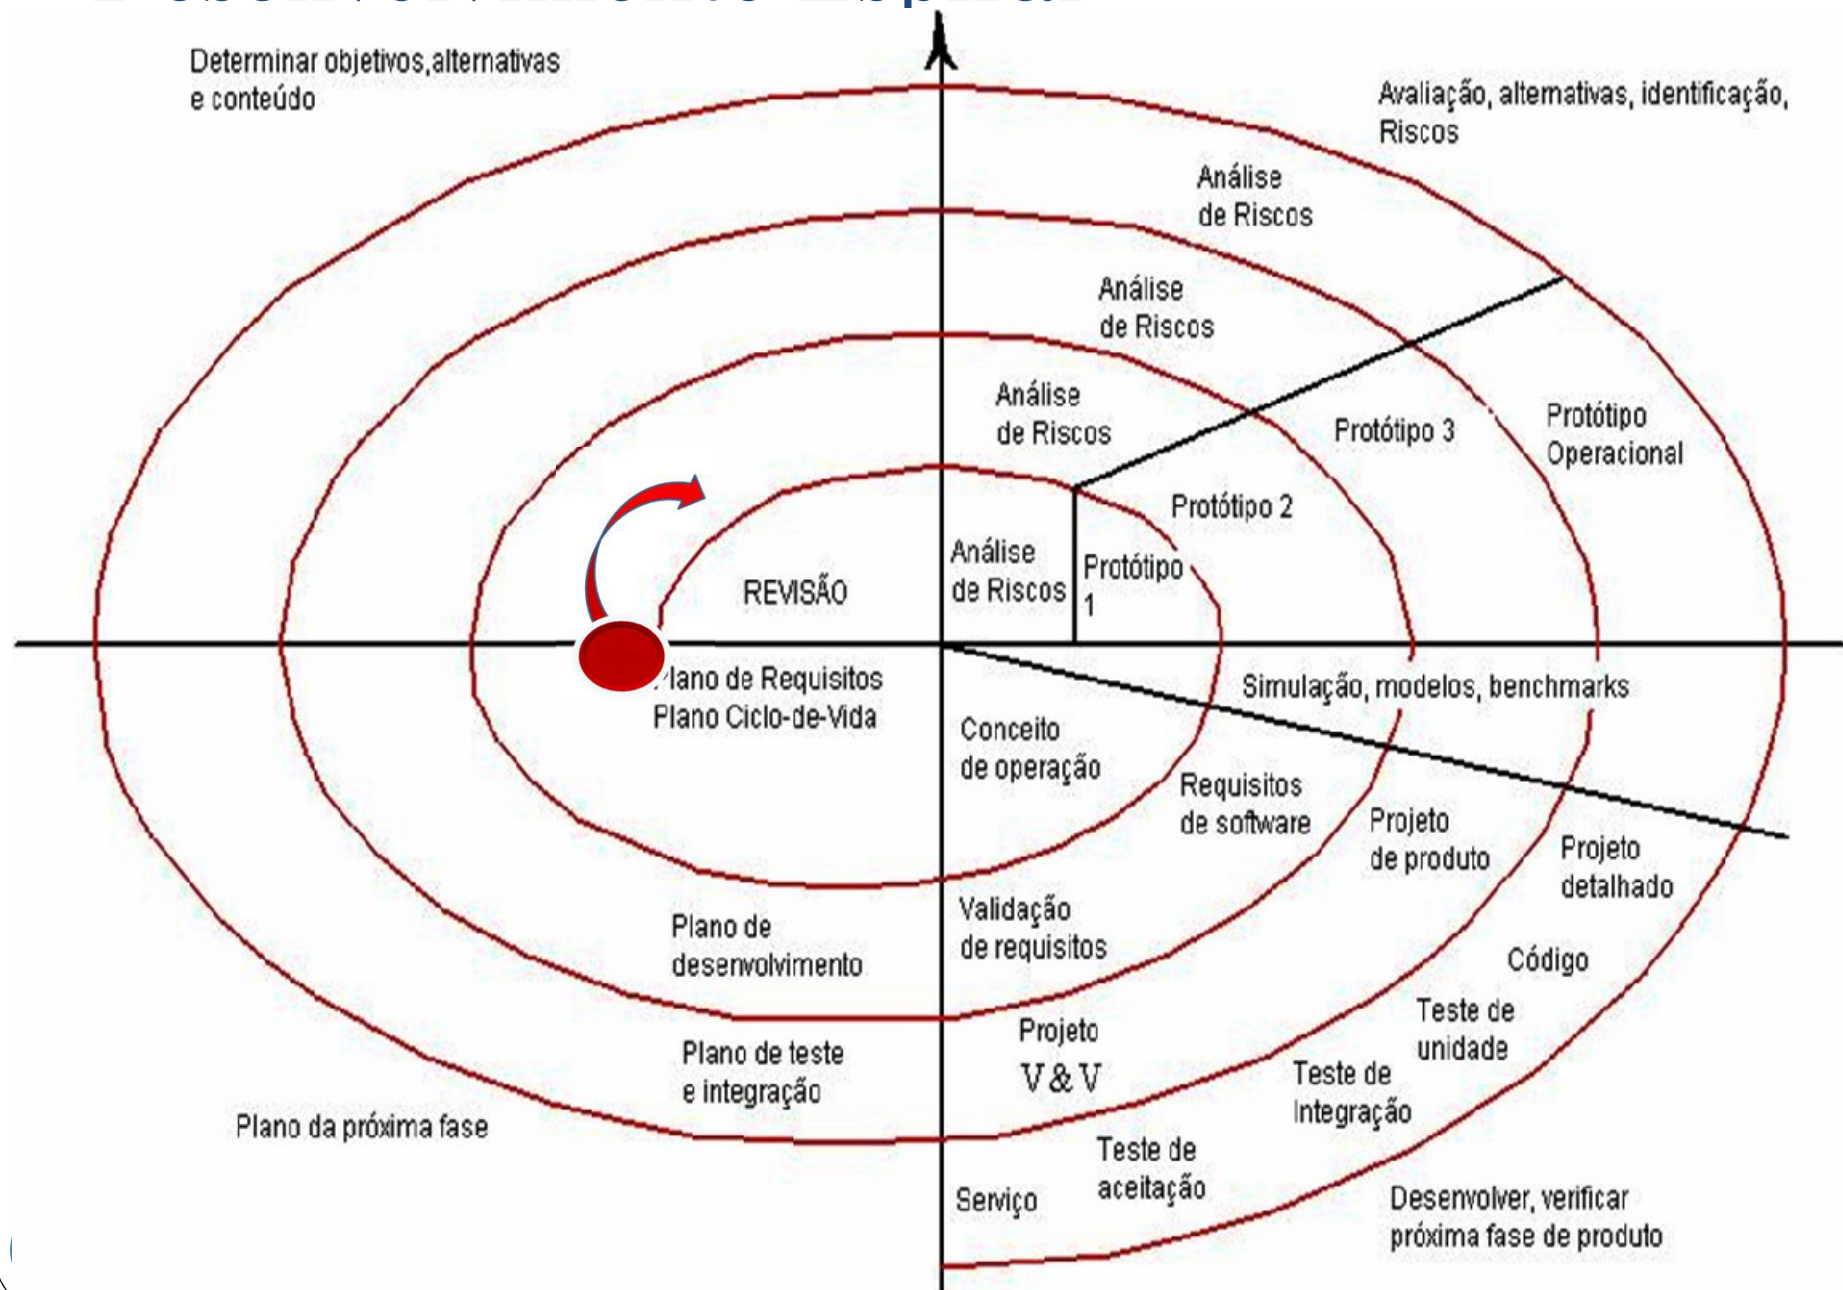 Determinar objetivos,alternativas
e conteúdo
Avaliação, alternativas, identificação,
Riscos
Análise
de Riscos
Análise
de Riscos
Análise
de Riscos
Protótipo 3
Protótipo
Operacional
Protótipo 2
REVISÃO
Análise
de Riscos
Protótipo
1
Plano de Requisitos
Plano Ciclo-de-Vida
Simulação, modelos, benchmarks
Conceito
de operação
Requisitos
de software
Projeto
de produto
Projeto
detalhado
Plano de
desenvolvimento
Validação
de requisitos
Código
Teste de
unidade
Projeto
V & V
Plano de teste
e integração
Teste de
Integração
Plano da próxima fase
Teste de
aceitação
Serviço
Desenvolver, verificar
próxima fase de produto